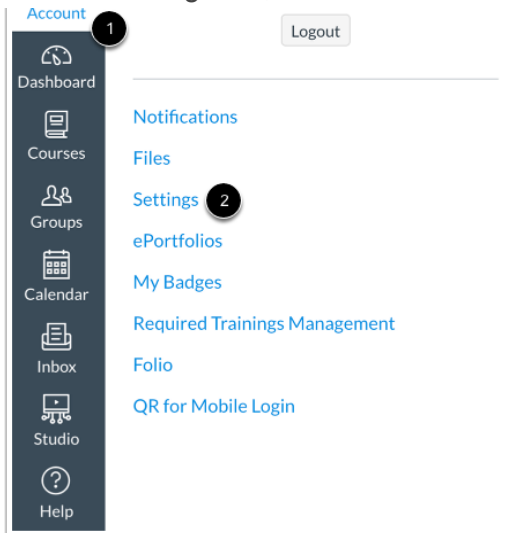 Account
1
Logout
Dashboard
Courses
Groups
Calendar
Inbox
Studio
Help
Notifications
Files
Settings 2
ePortfolios
My Badges
Required Trainings Management
Folio
QR for Mobile Login